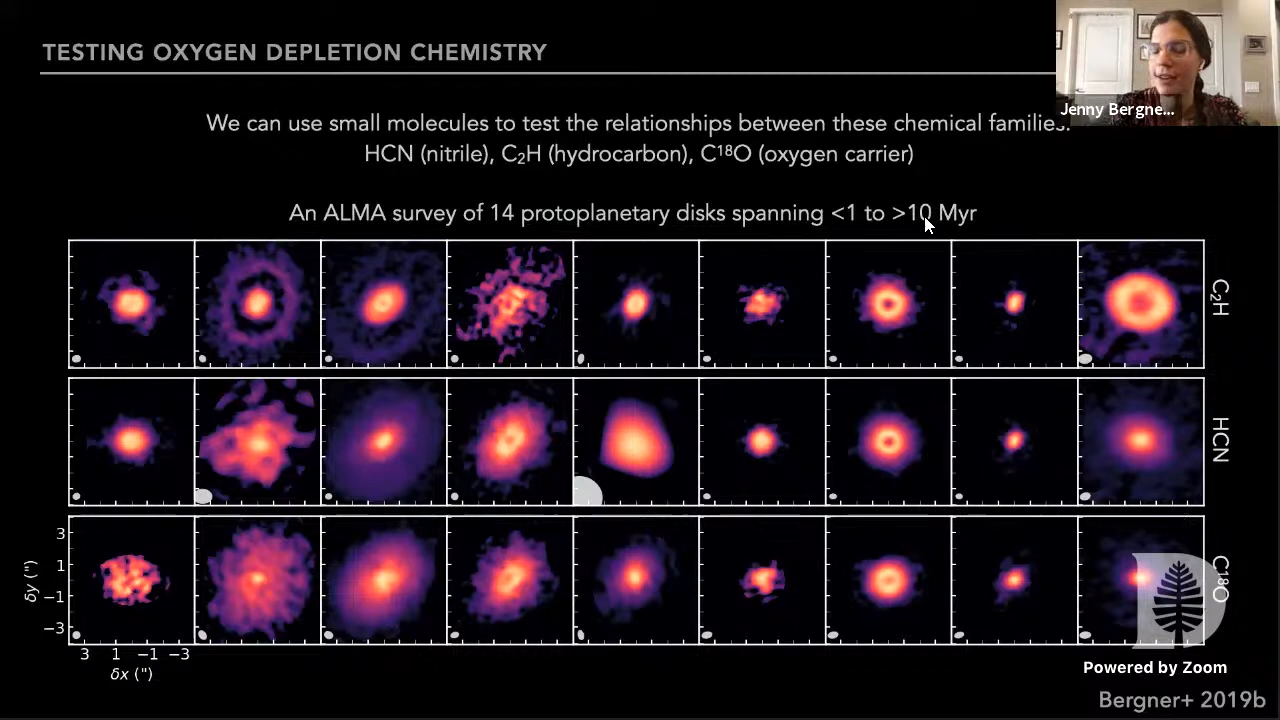 TESTING OXYGEN DEPLETION CHEMISTRY
Jenny Bergne...
We can use small molecules to test the relationships between these chemical families:
HCN (nitrile), C₂H (hydrocarbon), C¹⁸O (oxygen carrier)
An ALMA survey of 14 protoplanetary disks spanning <1 to >10 Myr
C₂H
HCN
C¹⁸O
3
1
−1
−3
δy (")
3 1 −1 −3
δx (")
D
Powered by Zoom
Bergner+ 2019b